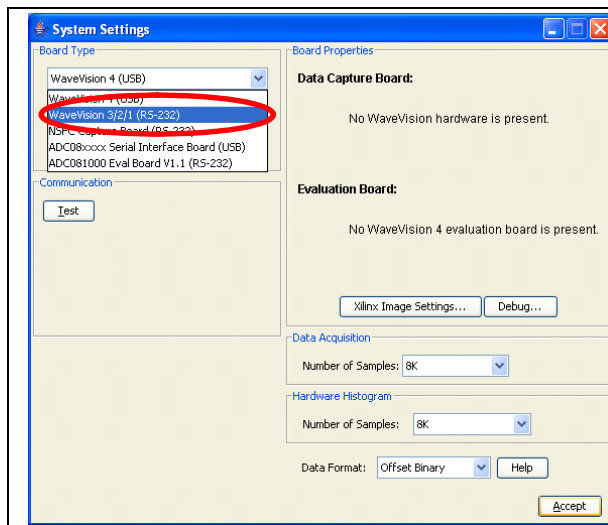 System Settings
Board Type
WaveVision 4 (USB)
WaveVision 4 (USB)
WaveVision 3/2/1 (RS-232)
NSFC Capture Board (RS-232)
ADC08xxxx Serial Interface Board (USB)
ADC081000 Eval Board V1.1 (RS-232)
Communication
Test
Board Properties
Data Capture Board:
No WaveVision hardware is present.
Evaluation Board:
No WaveVision 4 evaluation board is present.
Xilinx Image Settings... Debug...
Data Acquisition
Number of Samples: 8K
Hardware Histogram
Number of Samples: 8K
Data Format: Offset Binary Help
Accept